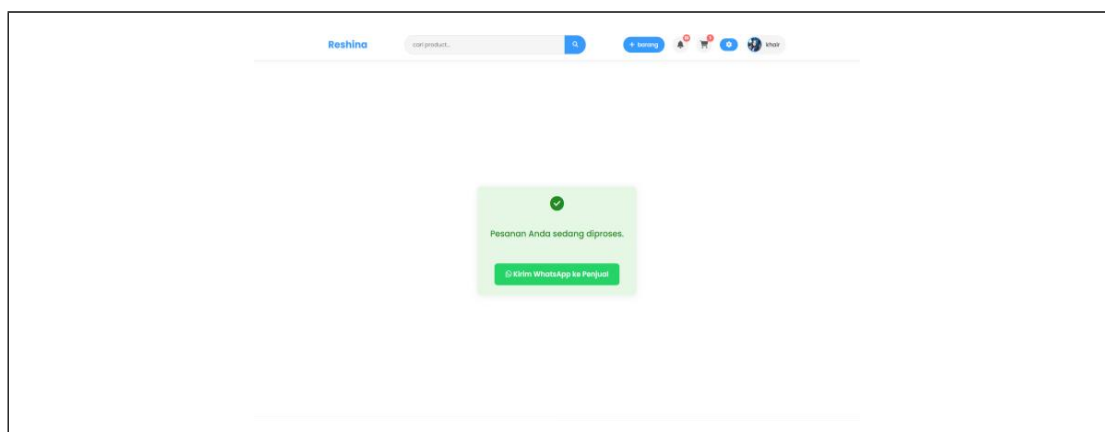 Reshina
cari product...
+ barang
khair
Pesanan Anda sedang diproses.
Kirim WhatsApp ke Penjual